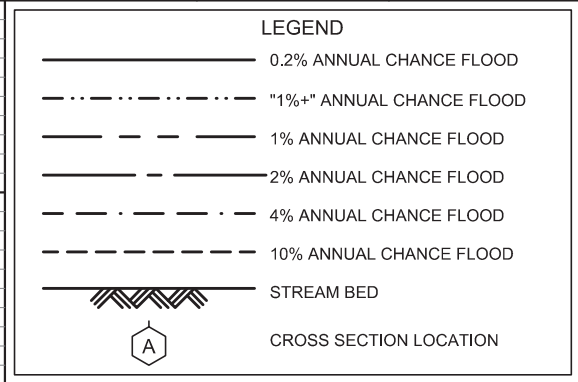 LEGEND
0.2% ANNUAL CHANCE FLOOD
"1%+" ANNUAL CHANCE FLOOD
1% ANNUAL CHANCE FLOOD
2% ANNUAL CHANCE FLOOD
4% ANNUAL CHANCE FLOOD
10% ANNUAL CHANCE FLOOD
STREAM BED
A CROSS SECTION LOCATION